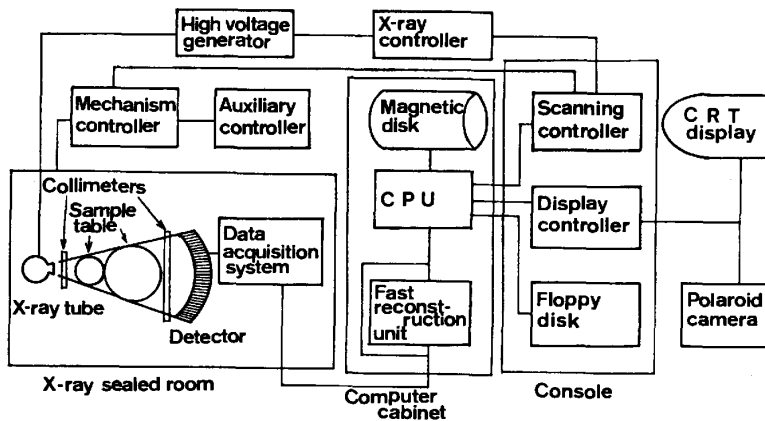 High voltage
generator
X-ray
controller
Mechanism
controller
Auxiliary
controller
Magnetic
disk
Scanning
controller
C R T
display
Collimeters
Sample
table
C P U
Display
controller
Data
acquisition
system
X-ray tube
Detector
Fast
reconst-
ruction
unit
Floppy
disk
Polaroid
camera
X-ray sealed room
Computer
cabinet
Console